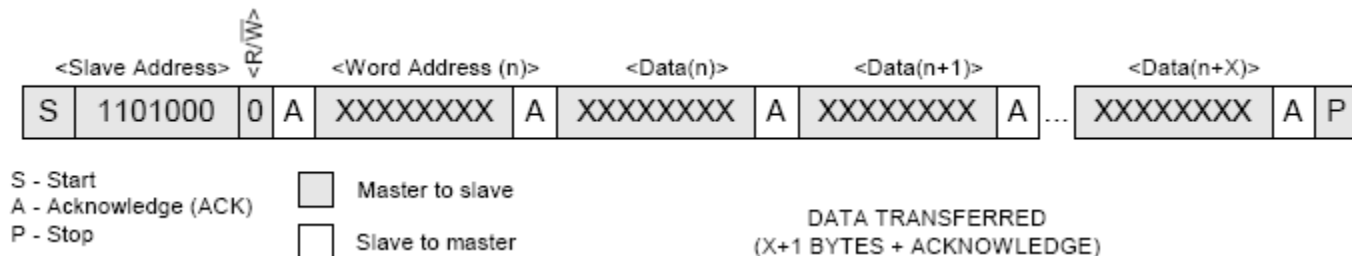 <Slave Address> <R/W̅> <Word Address (n)> <Data(n)> <Data(n+1)> <Data(n+X)>
S 1101000 0 A XXXXXXXX A XXXXXXXX A XXXXXXXX A ... XXXXXXXX A P
S - Start
A - Acknowledge (ACK)
P - Stop
Master to slave
Slave to master
DATA TRANSFERRED
(X+1 BYTES + ACKNOWLEDGE)